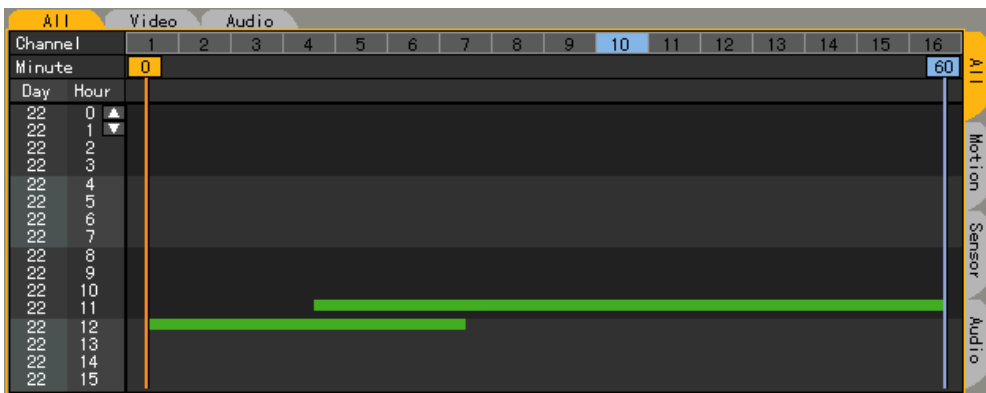 All Video Audio
Channel 1 2 3 4 5 6 7 8 9 10 11 12 13 14 15 16
Minute 0 60
Day Hour
22 0
22 1
22 2
22 3
22 4
22 5
22 6
22 7
22 8
22 9
22 10
22 11
22 12
22 13
22 14
22 15
All
Motion
Sensor
Audio